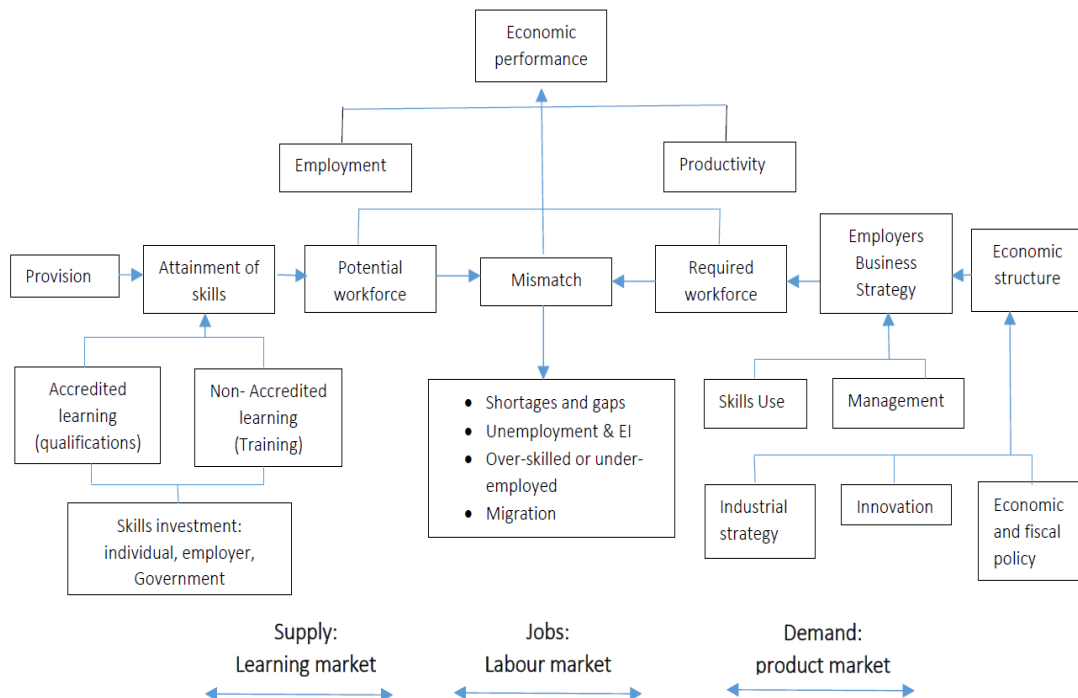 Economic
performance
Employment
Productivity
Provision
Attainment of
skills
Potential
workforce
Mismatch
Required
workforce
Employers
Business
Strategy
Economic
structure
Accredited
learning
(qualifications)
Non- Accredited
learning
(Training)
• Shortages and gaps
• Unemployment & EI
• Over-skilled or under-
employed
• Migration
Skills Use
Management
Skills investment:
individual, employer,
Government
Industrial
strategy
Innovation
Economic
and fiscal
policy
Supply:
Learning market
Jobs:
Labour market
Demand:
product market